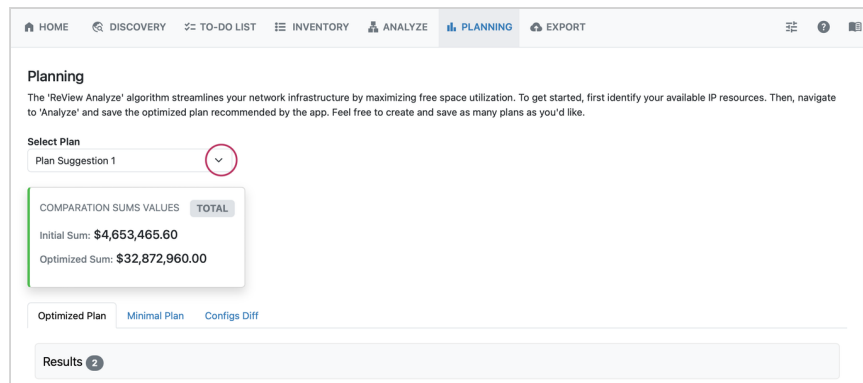 HOME DISCOVERY TO-DO LIST INVENTORY ANALYZE PLANNING EXPORT
Planning
The 'ReView Analyze' algorithm streamlines your network infrastructure by maximizing free space utilization. To get started, first identify your available IP resources. Then, navigate
to 'Analyze' and save the optimized plan recommended by the app. Feel free to create and save as many plans as you'd like.
Select Plan
Plan Suggestion 1
COMPARATION SUMS VALUES TOTAL
Initial Sum: $4,653,465.60
Optimized Sum: $32,872,960.00
Optimized Plan Minimal Plan Configs Diff
Results 2